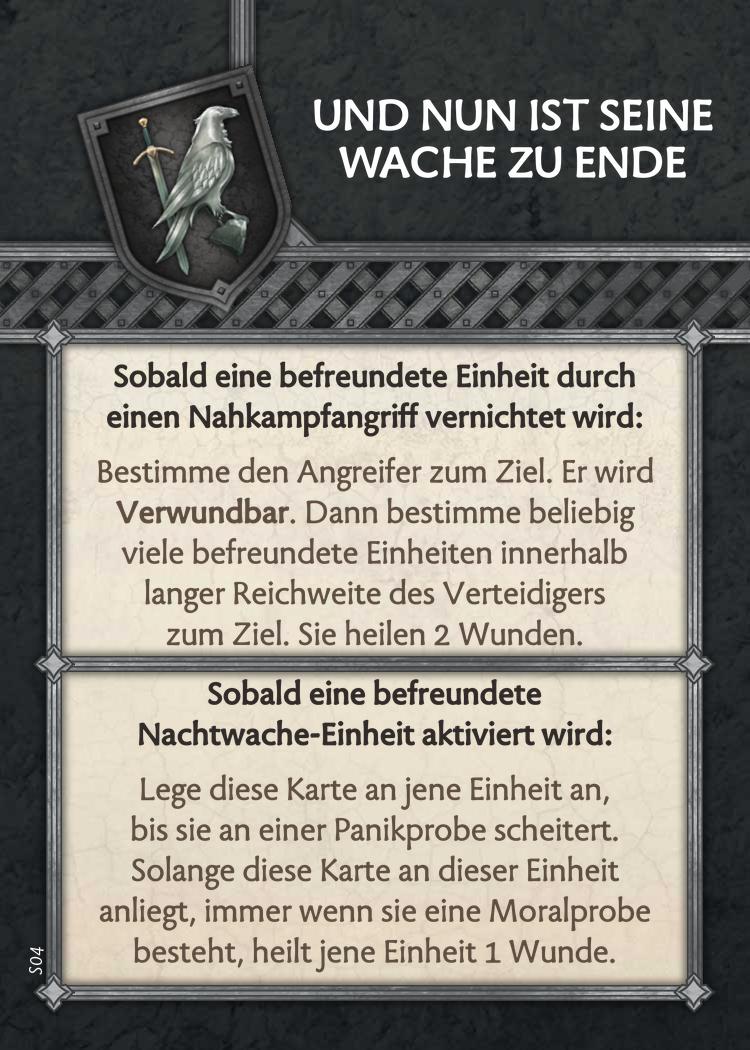 UND NUN IST SEINE
WACHE ZU ENDE
Sobald eine befreundete Einheit durch
einen Nahkampfangriff vernichtet wird:
Bestimme den Angreifer zum Ziel. Er wird
Verwundbar. Dann bestimme beliebig
viele befreundete Einheiten innerhalb
langer Reichweite des Verteidigers
zum Ziel. Sie heilen 2 Wunden.
Sobald eine befreundete
Nachtwache-Einheit aktiviert wird:
Lege diese Karte an jene Einheit an,
bis sie an einer Panikprobe scheitert.
Solange diese Karte an dieser Einheit
anliegt, immer wenn sie eine Moralprobe
besteht, heilt jene Einheit 1 Wunde.
S04